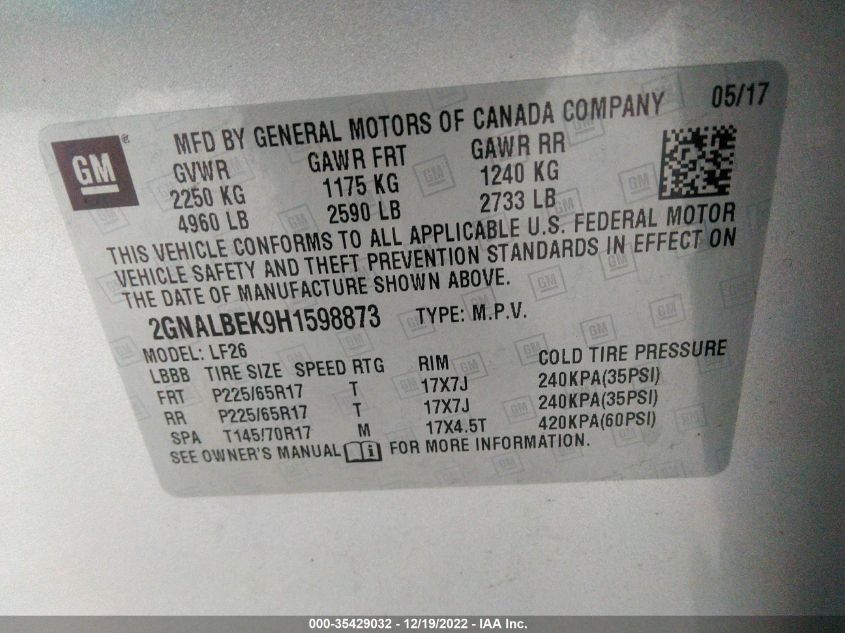 GM ®
MFD BY GENERAL MOTORS OF CANADA COMPANY 05/17
GVWR GAWR FRT GAWR RR
2250 KG 1175 KG 1240 KG
4960 LB 2590 LB 2733 LB
THIS VEHICLE CONFORMS TO ALL APPLICABLE U.S. FEDERAL MOTOR
VEHICLE SAFETY AND THEFT PREVENTION STANDARDS IN EFFECT ON
THE DATE OF MANUFACTURE SHOWN ABOVE.
2GNALBEK9H1598873 TYPE: M.P.V.
MODEL: LF26
LBBB TIRE SIZE SPEED RTG RIM COLD TIRE PRESSURE
FRT P225/65R17 T 17X7J 240KPA(35PSI)
RR P225/65R17 T 17X7J 240KPA(35PSI)
SPA T145/70R17 M 17X4.5T 420KPA(60PSI)
SEE OWNER'S MANUAL FOR MORE INFORMATION.
000-35429032 - 12/19/2022 - IAA Inc.